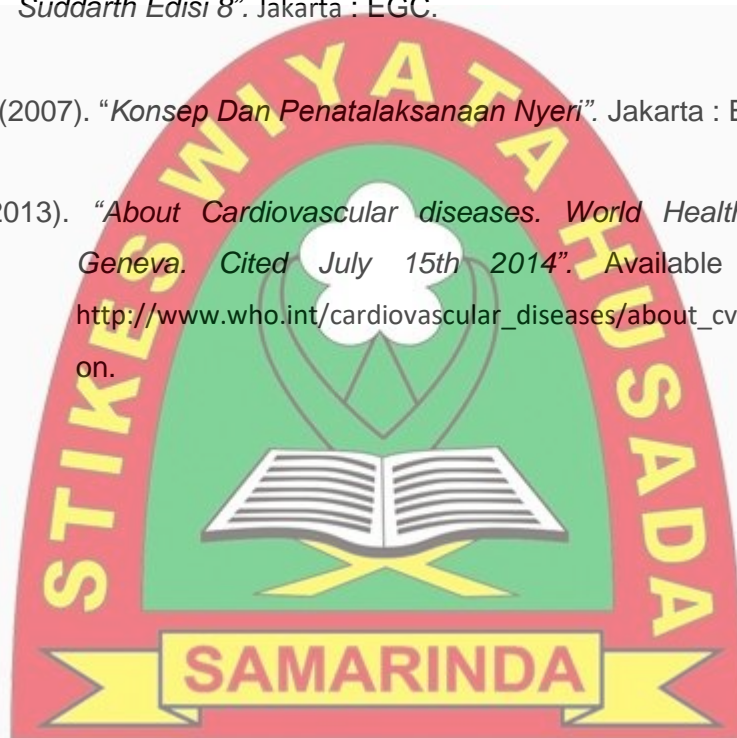 Suddarth Edisi 8”. Jakarta : EGC.
(2007). “Konsep Dan Penatalaksanaan Nyeri”. Jakarta : E
2013). “About Cardiovascular diseases. World Health
Geneva. Cited July 15th 2014”. Available
http://www.who.int/cardiovascular_diseases/about_cv
on.
STIKES WIYATA HUSADA
SAMARINDA